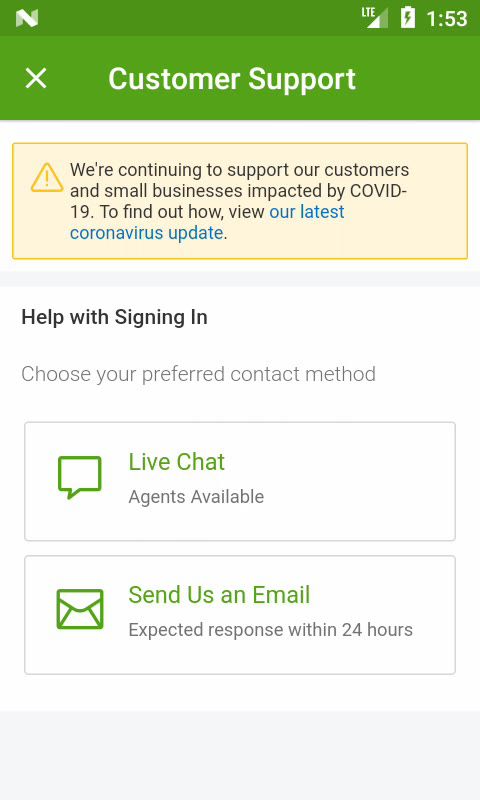 LTE 1:53
Customer Support
We're continuing to support our customers
and small businesses impacted by COVID-
19. To find out how, view our latest
coronavirus update.
Help with Signing In
Choose your preferred contact method
Live Chat
Agents Available
Send Us an Email
Expected response within 24 hours